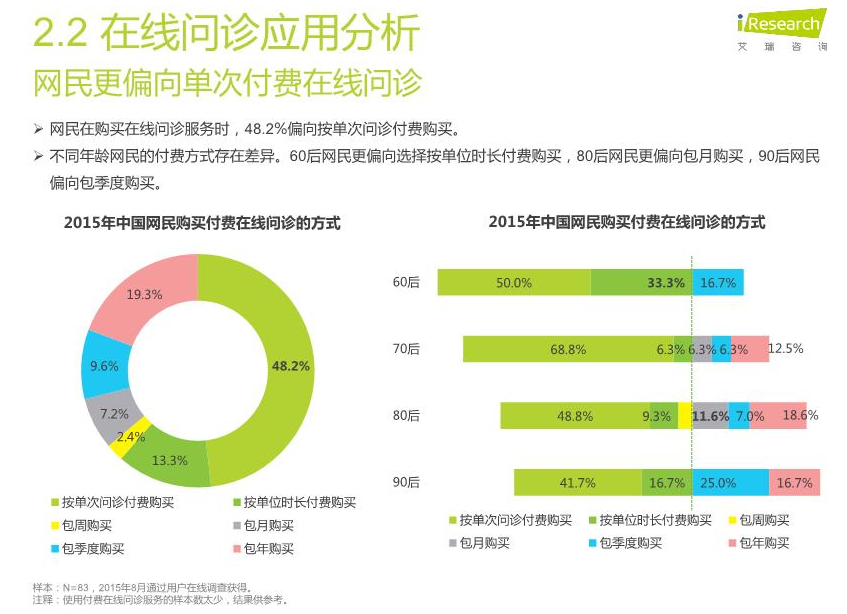 2.2 在线问诊应用分析
iResearch
艾瑞咨询
网民更偏向单次付费在线问诊
➢ 网民在购买在线问诊服务时，48.2%偏向按单次问诊付费购买。
➢ 不同年龄网民的付费方式存在差异。60后网民更偏向选择按单位时长付费购买，80后网民更偏向包月购买，90后网民
偏向包季度购买。
2015年中国网民购买付费在线问诊的方式
19.3%
9.6%
48.2%
7.2%
2.4%
13.3%
按单次问诊付费购买 按单位时长付费购买
包周购买 包月购买
包季度购买 包年购买
2015年中国网民购买付费在线问诊的方式
60后 50.0% 33.3% 16.7%
70后 68.8% 6.3% 6.3% 6.3% 12.5%
80后 48.8% 9.3% 11.6% 7.0% 18.6%
90后 41.7% 16.7% 25.0% 16.7%
按单次问诊付费购买 按单位时长付费购买 包周购买
包月购买 包季度购买 包年购买
样本：N=83，2015年8月通过用户在线调查获得。
注释：使用付费在线问诊服务的样本数太少，结果供参考。